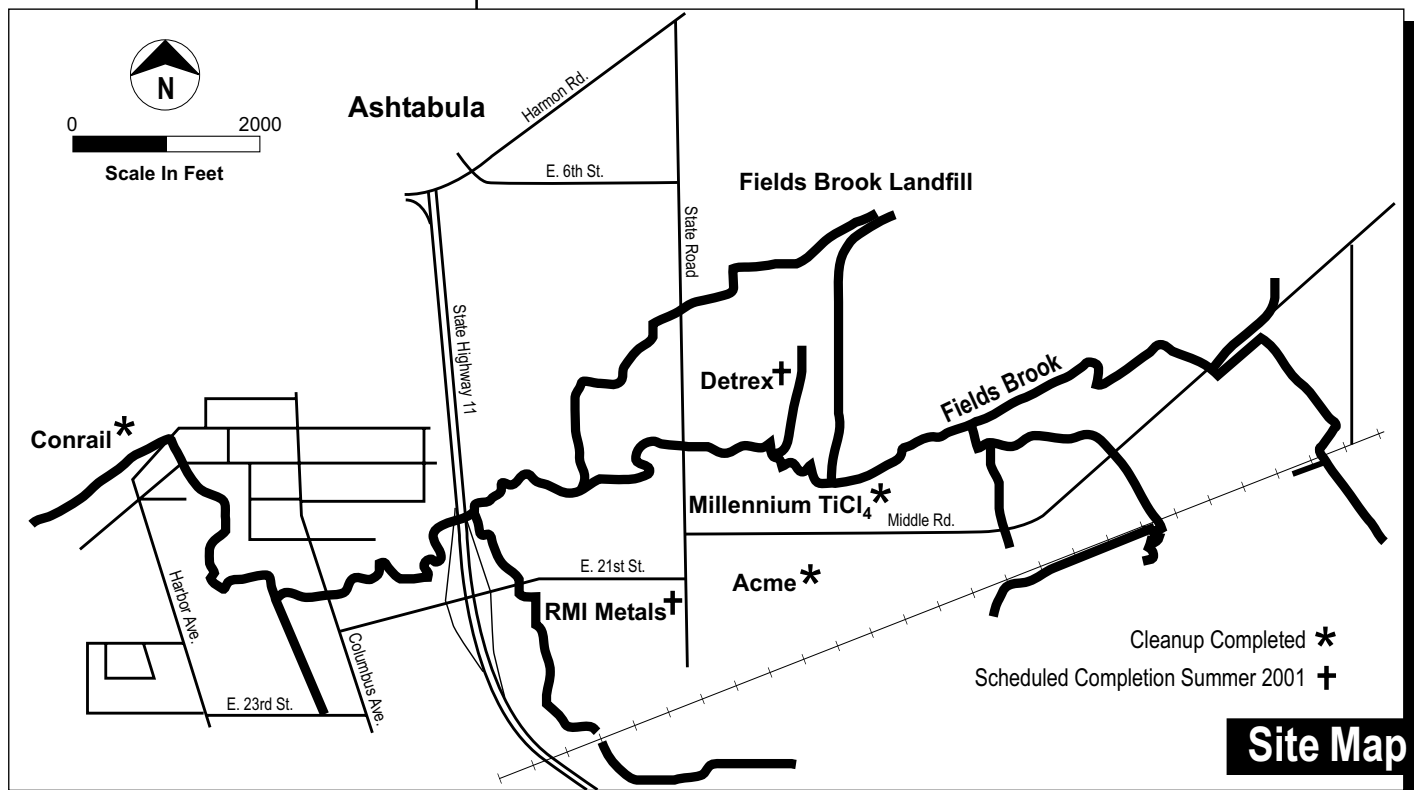 N
0 2000
Scale In Feet
Ashtabula
Harmon Rd.
E. 6th St.
Fields Brook Landfill
State Road
State Highway 11
Detrex✝
Fields Brook
Conrail*
Millennium TiCl₄*
Middle Rd.
E. 21st St.
Acme*
RMI Metals✝
Harbor Ave.
Columbus Ave.
E. 23rd St.
Cleanup Completed *
Scheduled Completion Summer 2001 ✝
Site Map